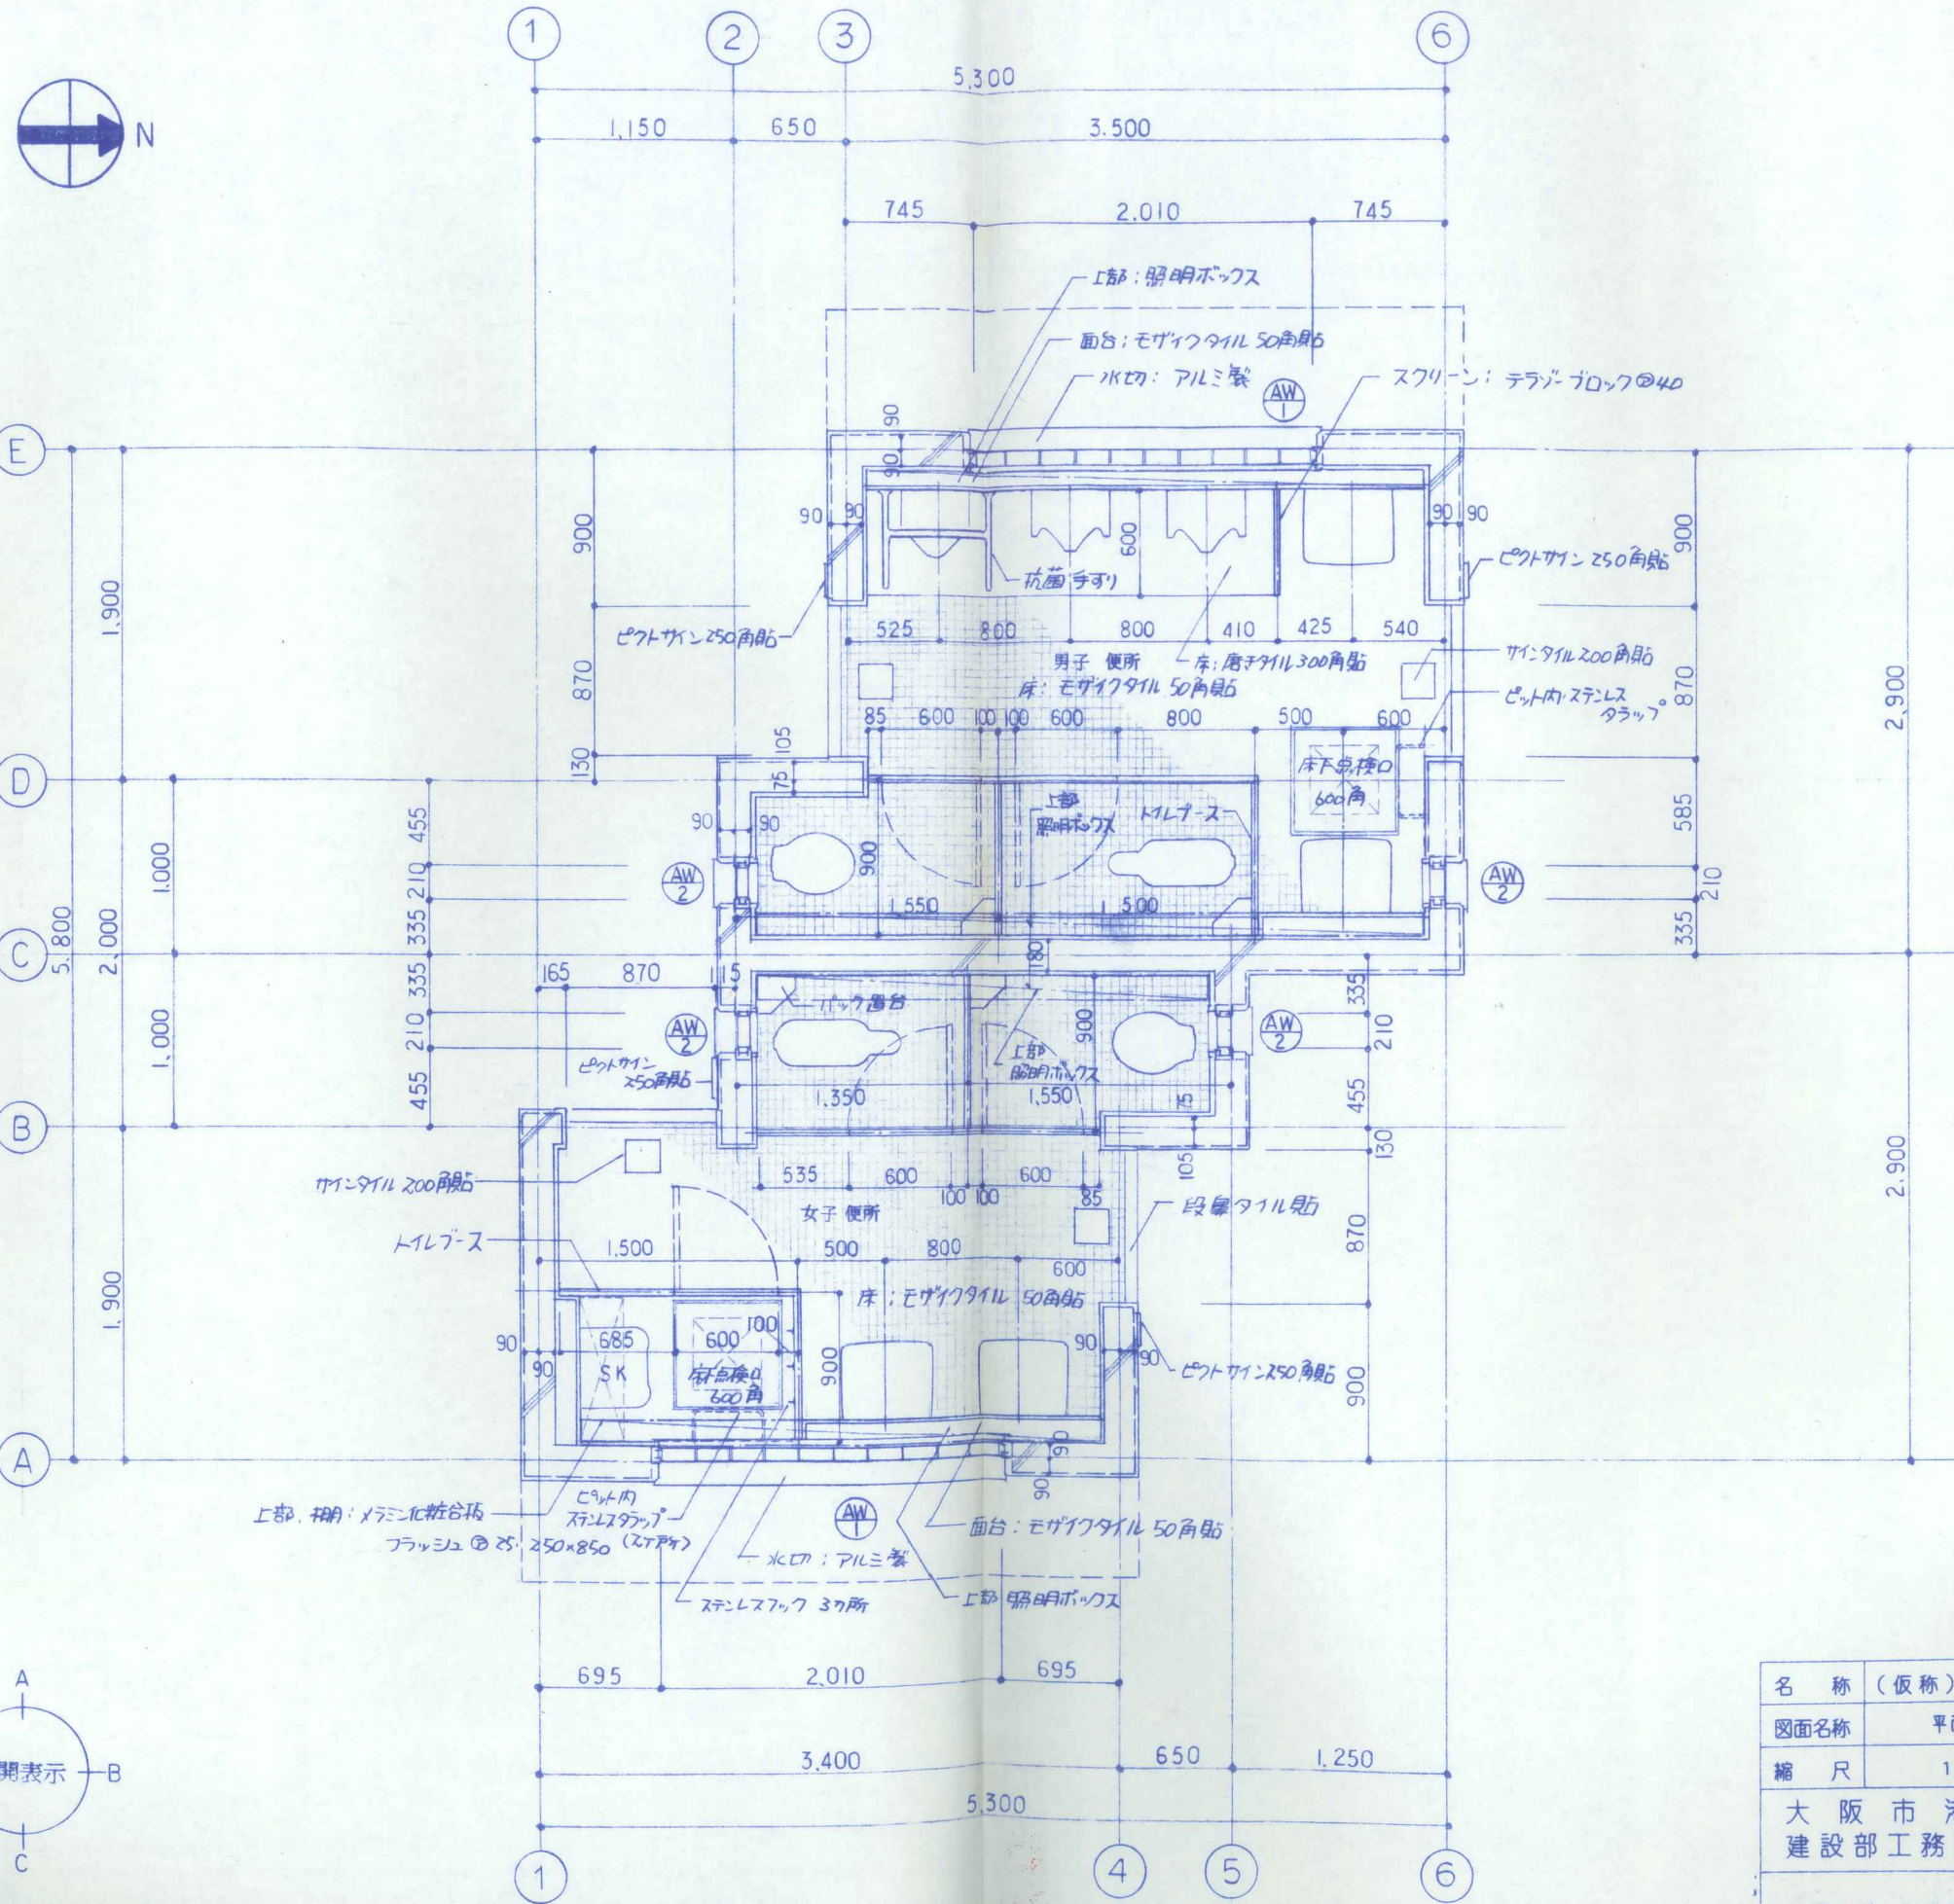 1
2
3
6
5,300
N
1,150
650
3.500
745
2.010
745
上部：照明ボックス
面台：モザイクタイル 50角貼
水切：アルミ製
AW
1
スクリーン：テラゾーブロック㋐40
E
90
90
90
90
90
90
900
1,900
900
600
抗菌手すり
ピクトサイン250角貼
ピクトサイン250角貼
525
800
800
410
425
540
男子 便所
床：磨きタイル300角貼
サインタイル200角貼
床：モザイクタイル 50角貼
ピット内ステンレス
タラップ
870
870
2,900
85
600
100
100
600
800
500
600
105
130
75
D
床下点検口
600角
455
90
90
上部
照明ボックス
トイレブース
585
1,000
900
AW
2
AW
2
210
210
1,550
1,500
335
335
5.800
2,000
C
180
165
870
115
335
335
バック置台
210
210
AW
2
AW
2
900
1,000
上部
照明ボックス
ピクトサイン
250角貼
455
455
1,350
1,550
75
B
130
105
サインタイル 200角貼
535
600
100
100
600
85
女子 便所
段鼻タイル貼
2,900
トイレブース
1,500
500
800
600
870
床：モザイクタイル 50角貼
1,900
90
90
685
600
100
900
90
90
SK
床下点検口
600角
ピクトサイン250角貼
900
A
90
90
上部.棚：メラミン化粧合板
フラッシュ ㋐ 25. 250×850 (2ヶ所)
ピット内
ステンレスタラップ
AW
1
面台：モザイクタイル 50角貼
水切：アルミ製
ステンレスフック 3ヵ所
上部 照明ボックス
695
2,010
695
A
開表示
B
C
3,400
650
1,250
5,300
1
4
5
6
名 称
(仮称)
図面名称
縮 尺
1
大 阪 市
建設部工務